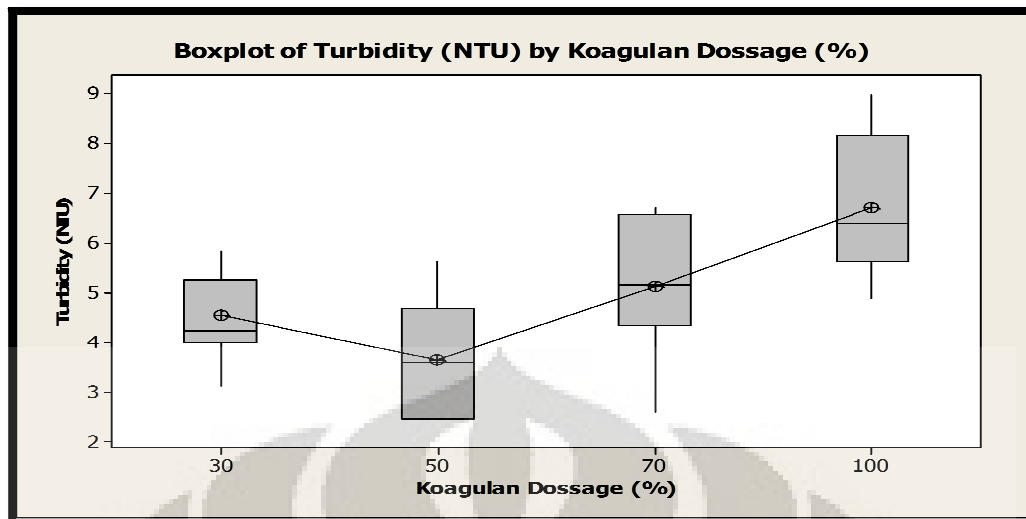 Boxplot of Turbidity (NTU) by Koagulan Dossage (%)
9
8
7
6
5
4
3
2
Turbidity (NTU)
30 50 70 100
Koagulan Dossage (%)